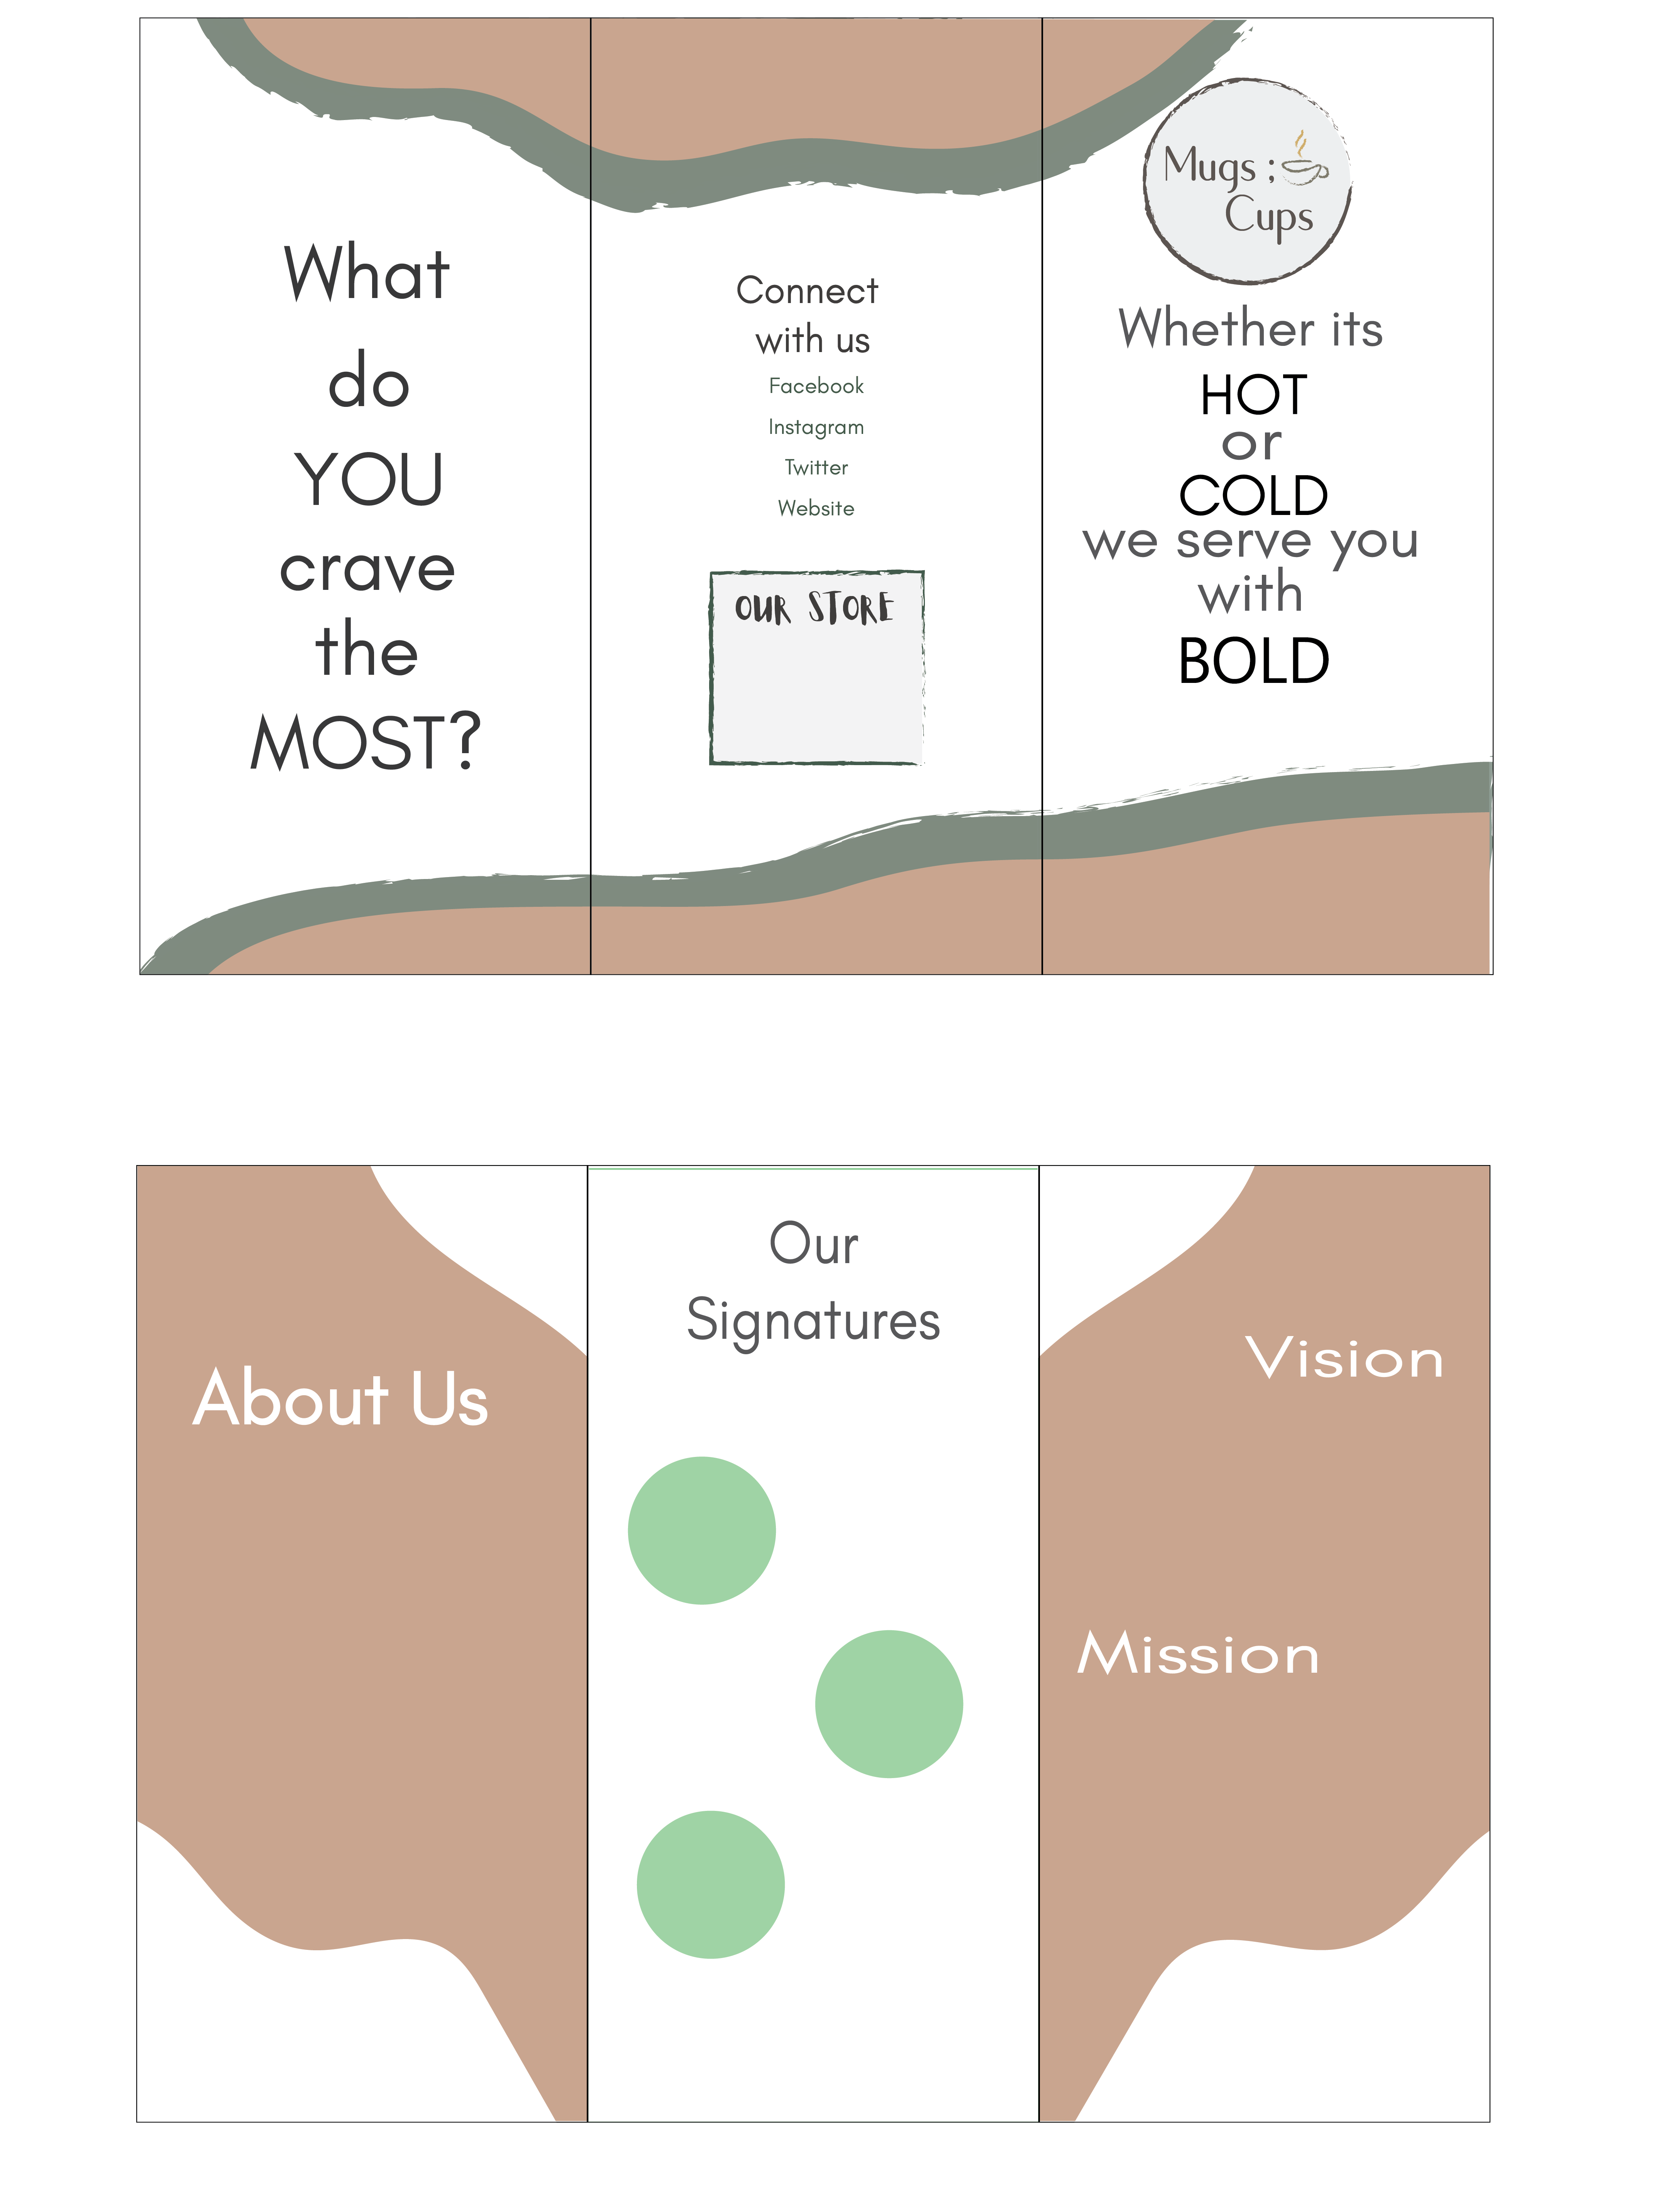 What
do
YOU
crave
the
MOST?
Connect
with us
Facebook
Instagram
Twitter
Website
OUR STORE
Mugs ;
Cups
Whether its
HOT
or
COLD
we serve you
with
BOLD
About Us
Our
Signatures
Vision
Mission